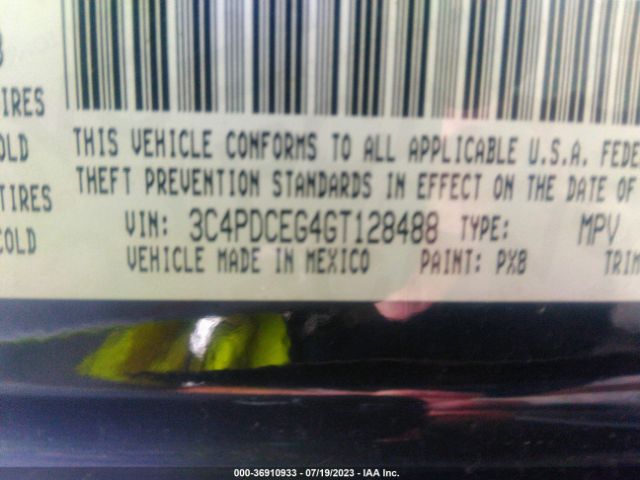 IRES
OLD
THIS VEHICLE CONFORMS TO ALL APPLICABLE U.S.A. FEDE
THEFT PREVENTION STANDARDS IN EFFECT ON THE DATE OF
TIRES
COLD
VIN: 3C4PDCEG4GT128488 TYPE: MPV
VEHICLE MADE IN MEXICO PAINT: PX8 TRIM
000-36910933 - 07/19/2023 - IAA Inc.